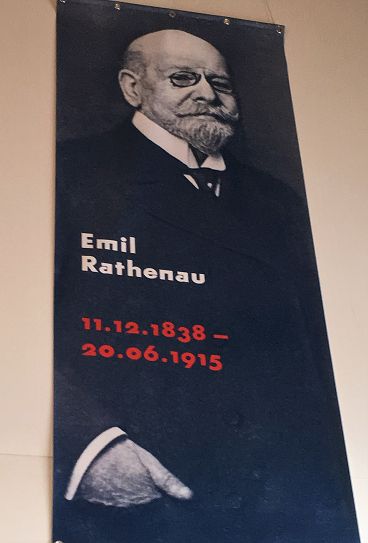 Emil
Rathenau
11.12.1838 –
20.06.1915